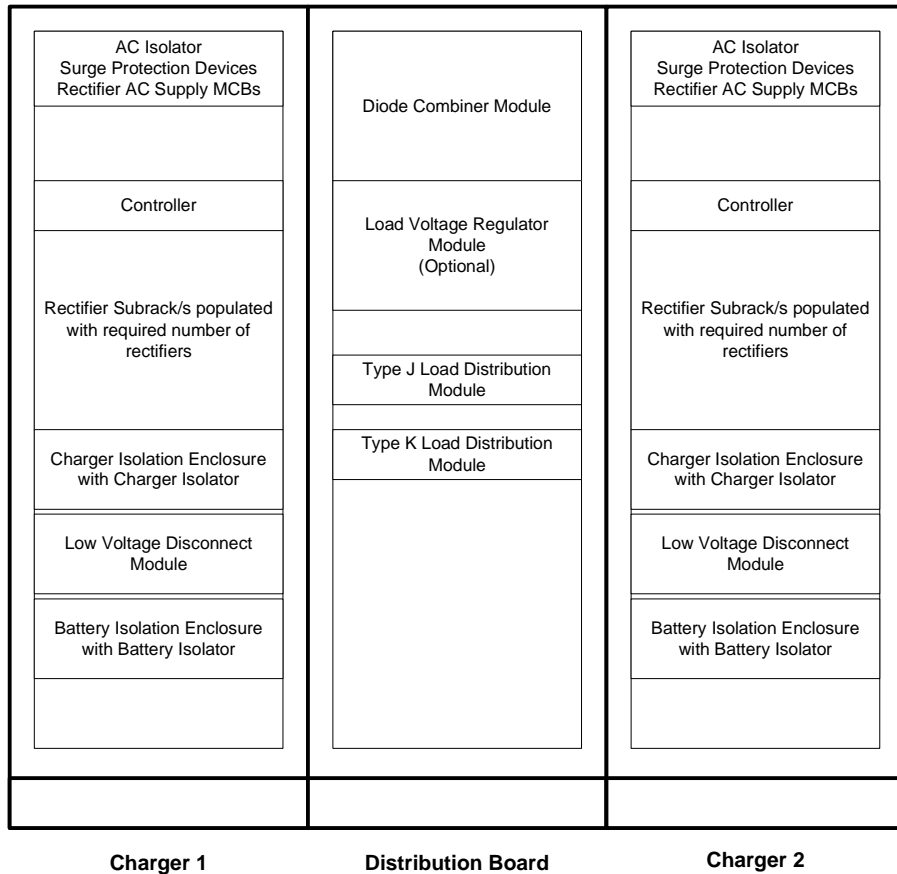 AC Isolator
Surge Protection Devices
Rectifier AC Supply MCBs
Controller
Rectifier Subrack/s populated
with required number of
rectifiers
Charger Isolation Enclosure
with Charger Isolator
Low Voltage Disconnect
Module
Battery Isolation Enclosure
with Battery Isolator
Charger 1
Diode Combiner Module
Load Voltage Regulator
Module
(Optional)
Type J Load Distribution
Module
Type K Load Distribution
Module
Distribution Board
AC Isolator
Surge Protection Devices
Rectifier AC Supply MCBs
Controller
Rectifier Subrack/s populated
with required number of
rectifiers
Charger Isolation Enclosure
with Charger Isolator
Low Voltage Disconnect
Module
Battery Isolation Enclosure
with Battery Isolator
Charger 2